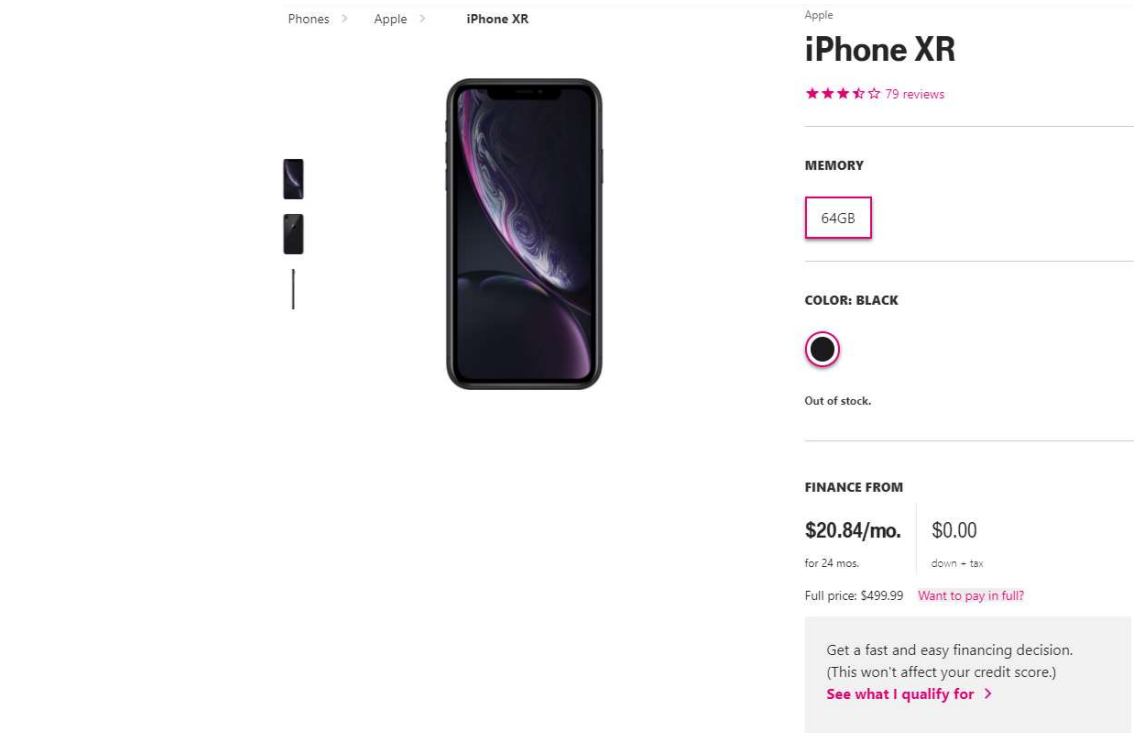 Phones > Apple > iPhone XR
Apple
iPhone XR
79 reviews
MEMORY
64GB
COLOR: BLACK
Out of stock.
FINANCE FROM
$20.84/mo. $0.00
for 24 mos. down + tax
Full price: $499.99 Want to pay in full?
Get a fast and easy financing decision.
(This won't affect your credit score.)
See what I qualify for >